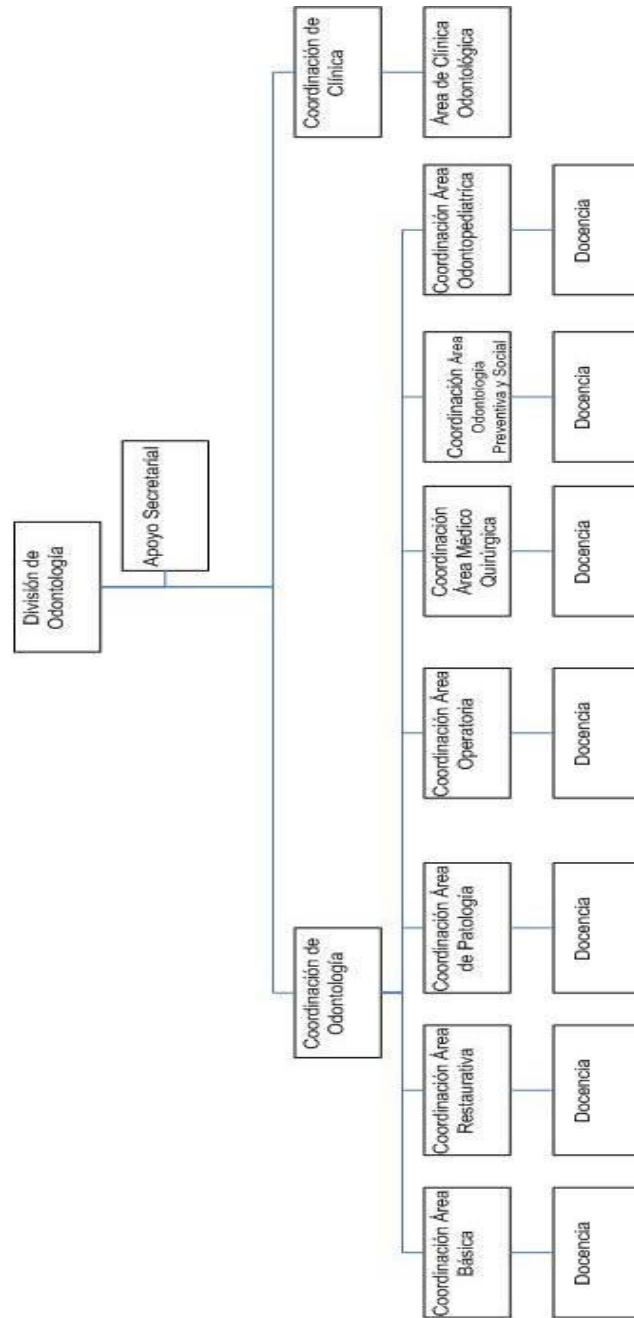 División de
Odontología
Apoyo Secretarial
Coordinación de
Odontología
Coordinación de
Clínica
Coordinación Área
Básica
Coordinación Área
Restaurativa
Coordinación Área
de Patología
Coordinación Área
Operatoria
Coordinación
Área Médico
Quirúrgica
Coordinación Área
Odontología
Preventiva y Social
Coordinación Área
Odontopediatríca
Área de Clínica
Odontológica
Docencia
Docencia
Docencia
Docencia
Docencia
Docencia
Docencia